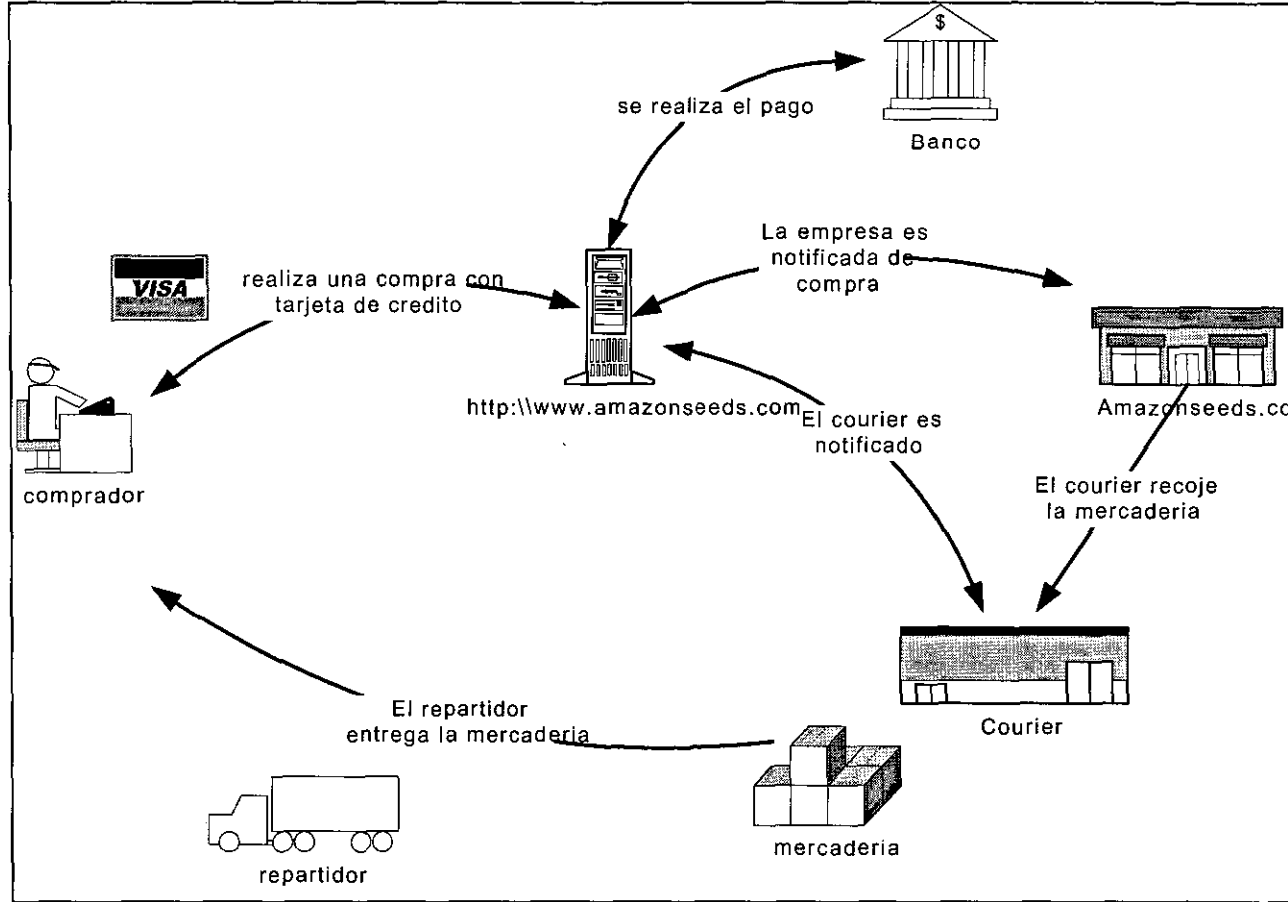 $
Banco
se realiza el pago
La empresa es
notificada de
compra
VISA
realiza una compra con
tarjeta de credito
http:\\www.amazonseeds.com
Amazonseeds.co
El courier es
notificado
comprador
El courier recoje
la mercaderia
Courier
El repartidor
entrega la mercaderia
mercaderia
repartidor